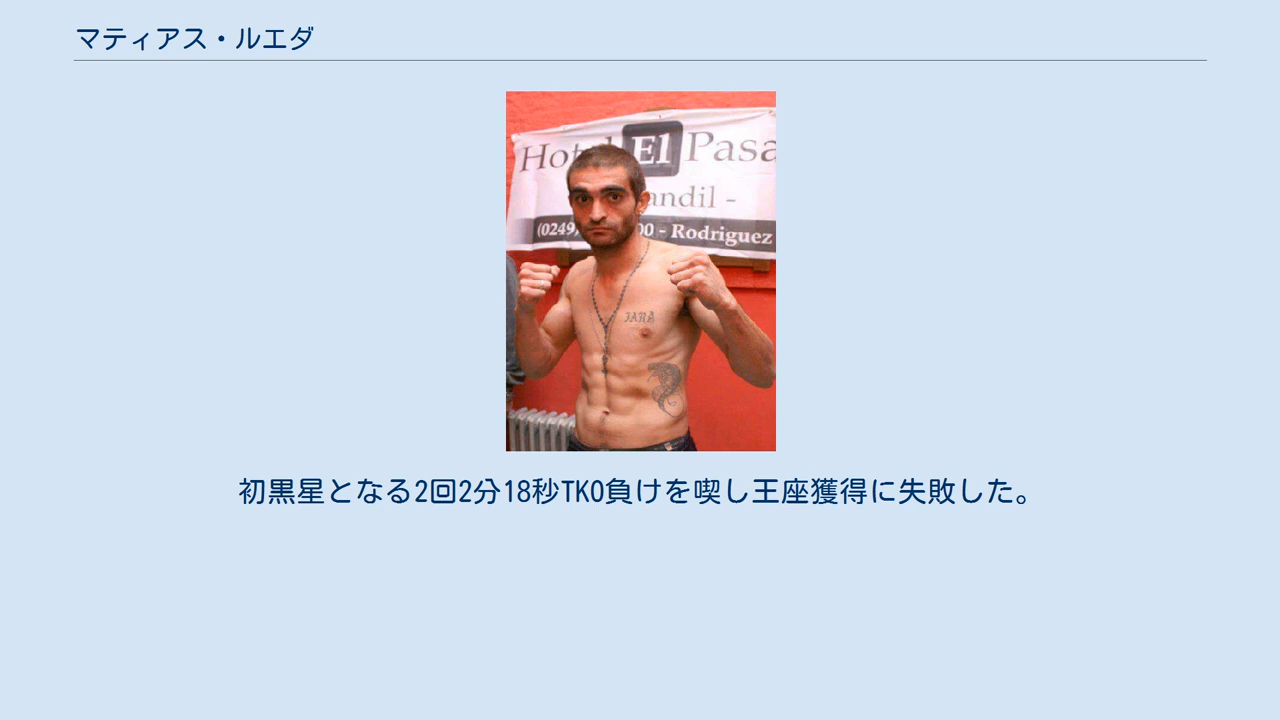 マティアス・ルエダ
Hotel El Pasa
andil -
(0249) 00 - Rodriguez
JARA
初黒星となる2回2分18秒TKO負けを喫し王座獲得に失敗した。